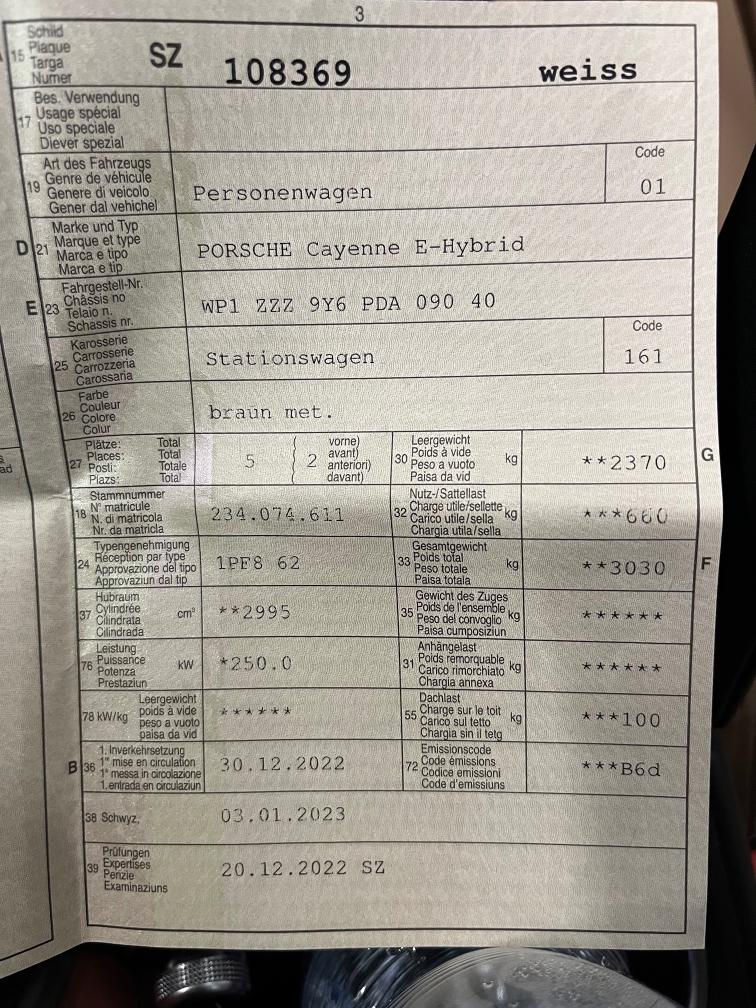 3
15 Schild
Plaque
Targa
Numer
SZ 108369 weiss
17 Bes. Verwendung
Usage spécial
Uso speciale
Diever spezial
19 Art des Fahrzeugs
Genre de véhicule
Genere di veicolo
Gener dal vehichel
Personenwagen
Code
01
D 21 Marke und Typ
Marque et type
Marca e tipo
Marca e tip
PORSCHE Cayenne E-Hybrid
E 23 Fahrgestell-Nr.
Châssis no
Telaio n.
Schassis nr.
WP1 ZZZ 9Y6 PDA 090 40
25 Karosserie
Carrosserie
Carrozzeria
Carossaria
Stationswagen
Code
161
26 Farbe
Couleur
Colore
Colur
braun met.
27 Plätze: Total
Places: Total
Posti: Totale
Plazs: Total
5 ( 2 vorne)
avant)
anteriori)
davant)
30 Leergewicht
Poids à vide
Peso a vuoto
Paisa da vid
kg
**2370
G
18 Stammnummer
N° matricule
N. di matricola
Nr. da matricla
234.074.611
32 Nutz-/Sattellast
Charge utile/sellette
Carico utile/sella
Chargia utila/sella
kg
***660
24 Typengenehmigung
Réception par type
Approvazione del tipo
Approvaziun dal tip
1PF8 62
33 Gesamtgewicht
Poids total
Peso totale
Paisa totala
kg
**3030
F
37 Hubraum
Cylindrée
Cilindrata
Cilindrada
cm³
**2995
35 Gewicht des Zuges
Poids de l'ensemble
Peso del convoglio
Paisa cumposiziun
kg
******
76 Leistung
Puissance
Potenza
Prestaziun
kW
*250.0
31 Anhängelast
Poids remorquable
Carico rimorchiato
Chargia annexa
kg
******
78 kW/kg
Leergewicht
poids à vide
peso a vuoto
paisa da vid
******
55 Dachlast
Charge sur le toit
Carico sul tetto
Chargia sin il tetg
kg
***100
B 36 1. Inverkehrsetzung
1re mise en circulation
1a messa in circolazione
1. entrada en circulaziun
30.12.2022
72 Emissionscode
Code émissions
Codice emissioni
Code d'emissiuns
***B6d
38 Schwyz,
03.01.2023
39 Prüfungen
Expertises
Perizie
Examinaziuns
20.12.2022 SZ